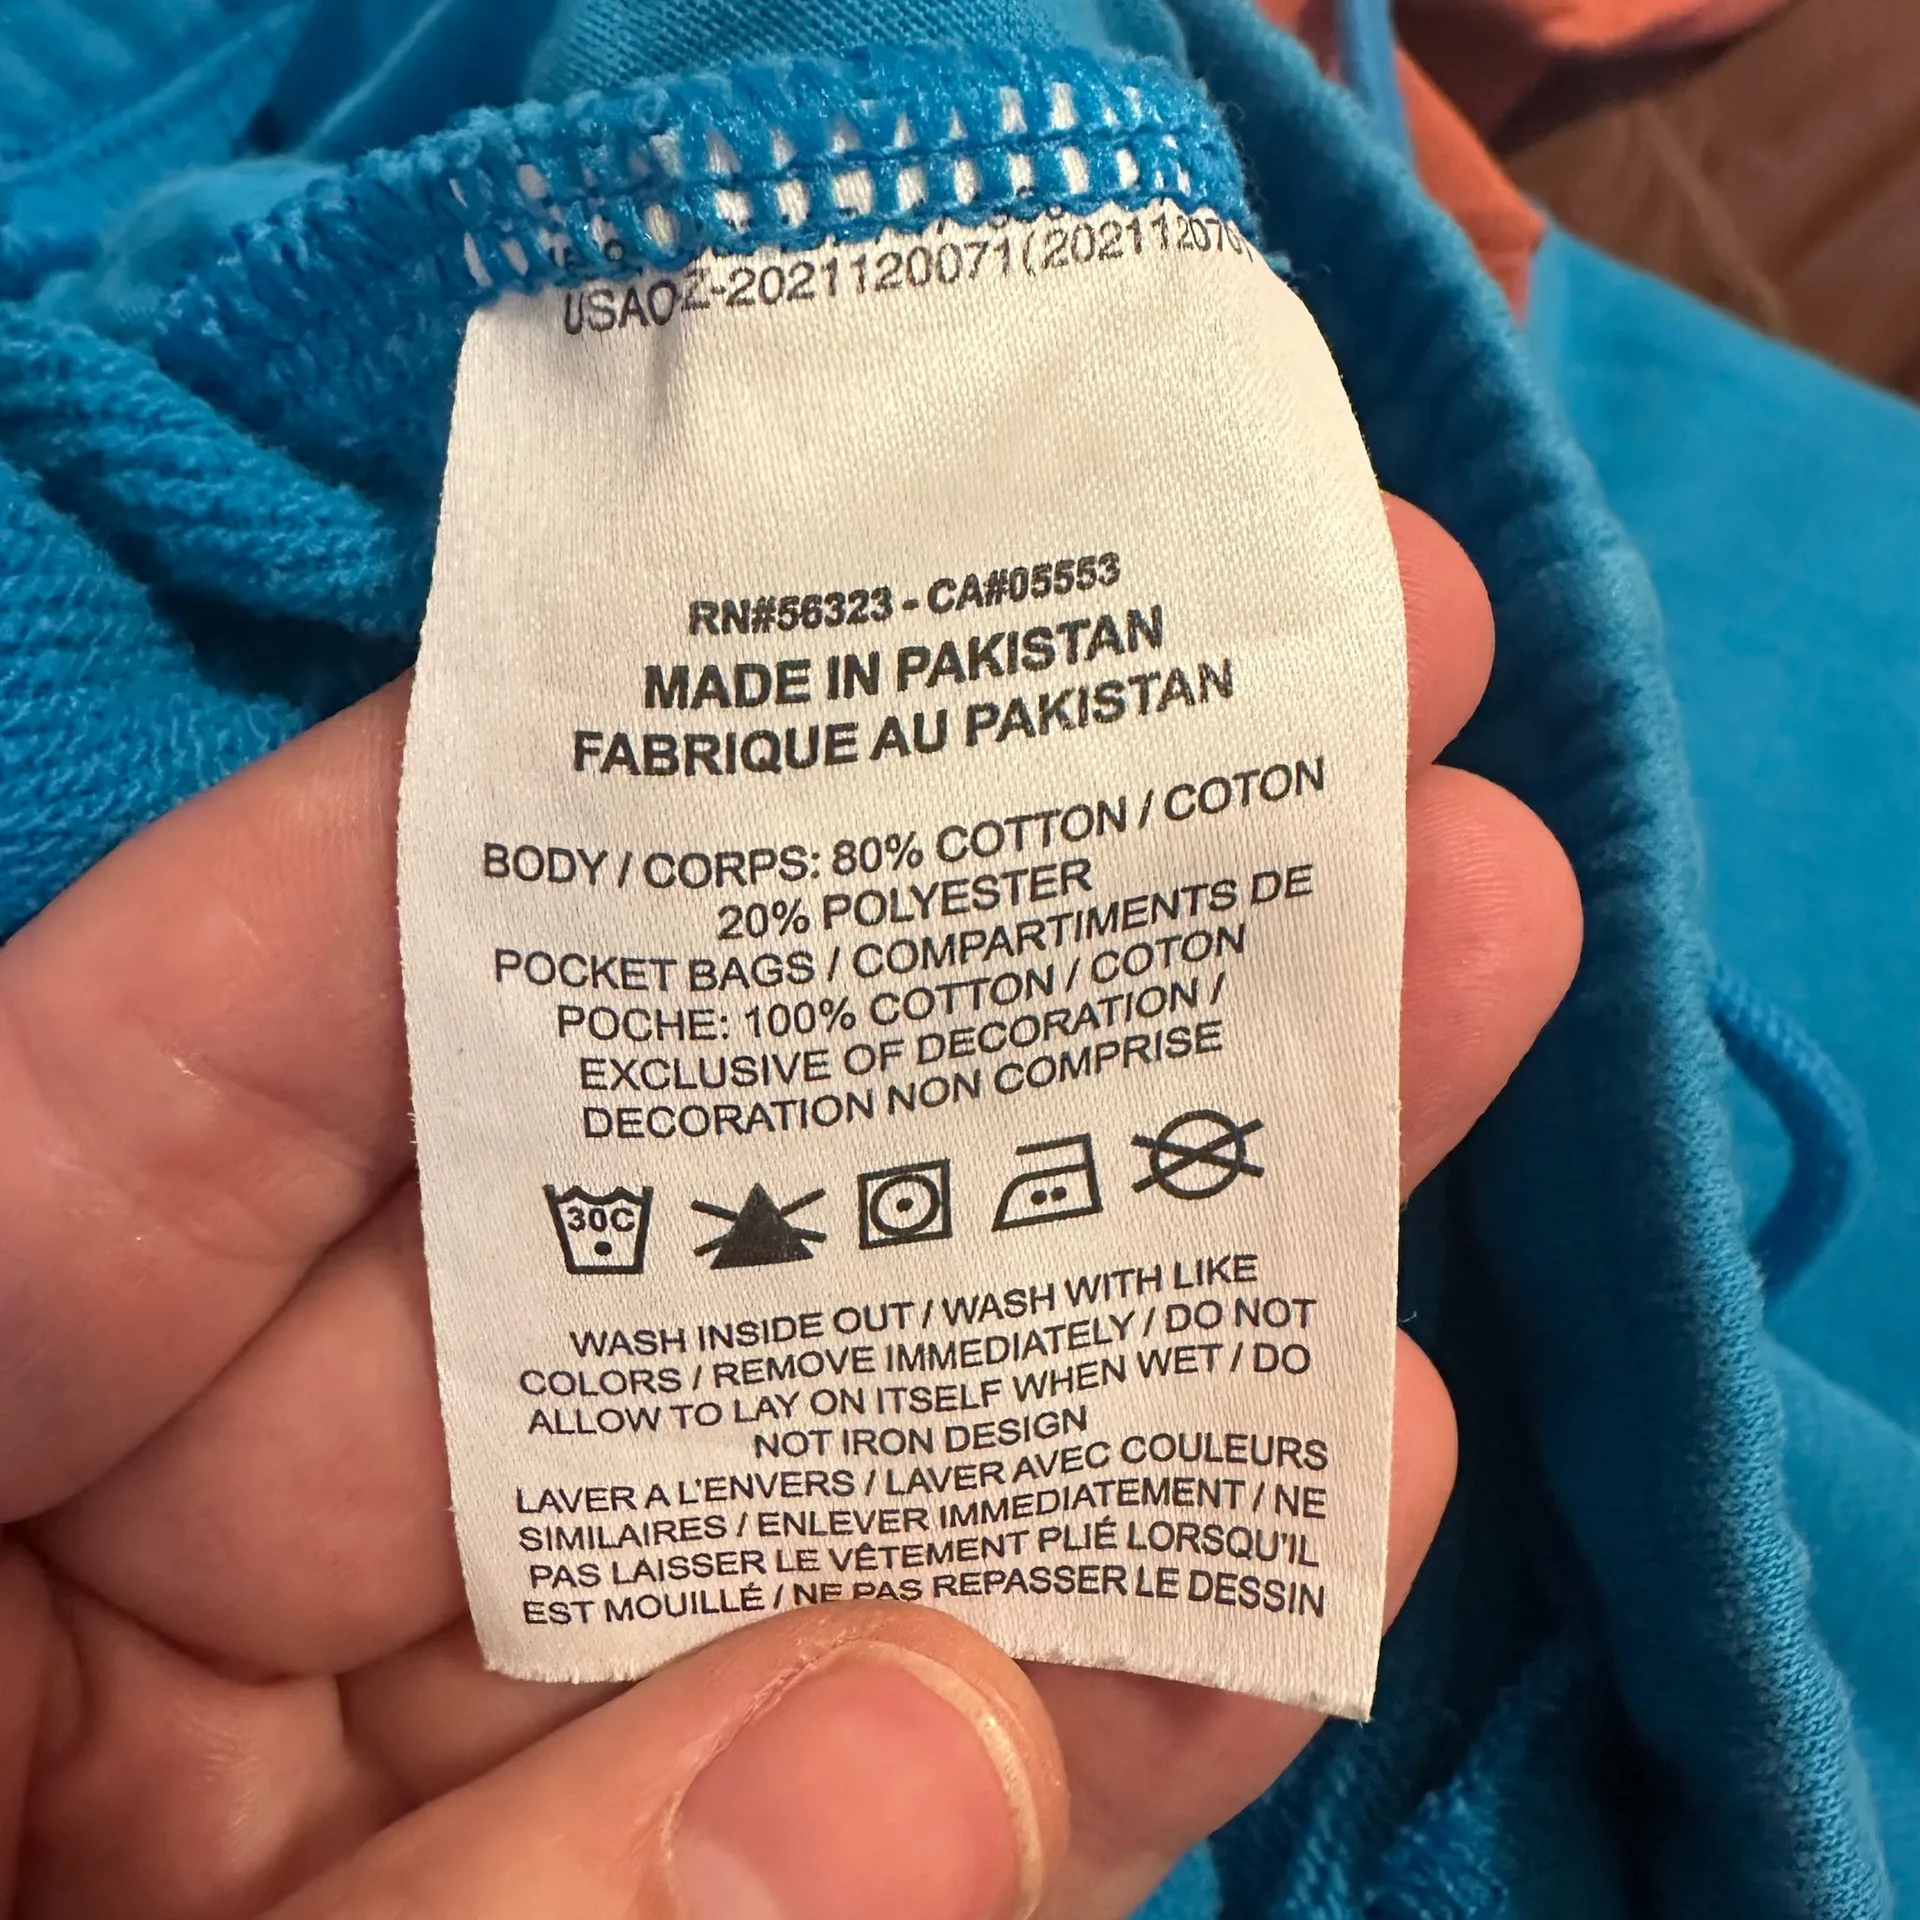 USAOZ-2021120071(202112070
RN#56323 - CA#05553
MADE IN PAKISTAN
FABRIQUE AU PAKISTAN
BODY / CORPS: 80% COTTON / COTON
20% POLYESTER
POCKET BAGS / COMPARTIMENTS DE
POCHE: 100% COTTON / COTON
EXCLUSIVE OF DECORATION /
DECORATION NON COMPRISE
30C
WASH INSIDE OUT / WASH WITH LIKE
COLORS / REMOVE IMMEDIATELY / DO NOT
ALLOW TO LAY ON ITSELF WHEN WET / DO
NOT IRON DESIGN
LAVER A L'ENVERS / LAVER AVEC COULEURS
SIMILAIRES / ENLEVER IMMEDIATEMENT / NE
PAS LAISSER LE VÊTEMENT PLIÉ LORSQU'IL
EST MOUILLÉ / NE PAS REPASSER LE DESSIN